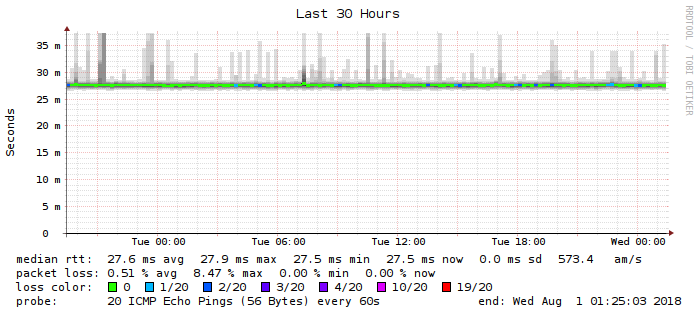 Last 30 Hours
RRDTOOL / TOBI OETIKER
Seconds
35 m
30 m
25 m
20 m
15 m
10 m
5 m
0
Tue 00:00 Tue 06:00 Tue 12:00 Tue 18:00 Wed 00:00
median rtt: 27.6 ms avg 27.9 ms max 27.5 ms min 27.5 ms now 0.0 ms sd 573.4 am/s
packet loss: 0.51 % avg 8.47 % max 0.00 % min 0.00 % now
loss color: 0 1/20 2/20 3/20 4/20 10/20 19/20
probe: 20 ICMP Echo Pings (56 Bytes) every 60s end: Wed Aug 1 01:25:03 2018